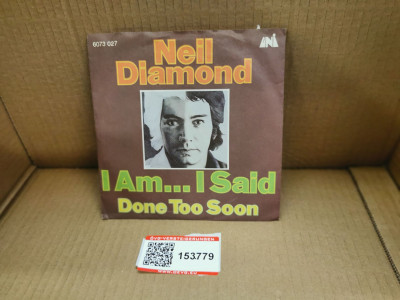 6073 027
UNI
Neil
Diamond
I Am... I Said
Done Too Soon
153779